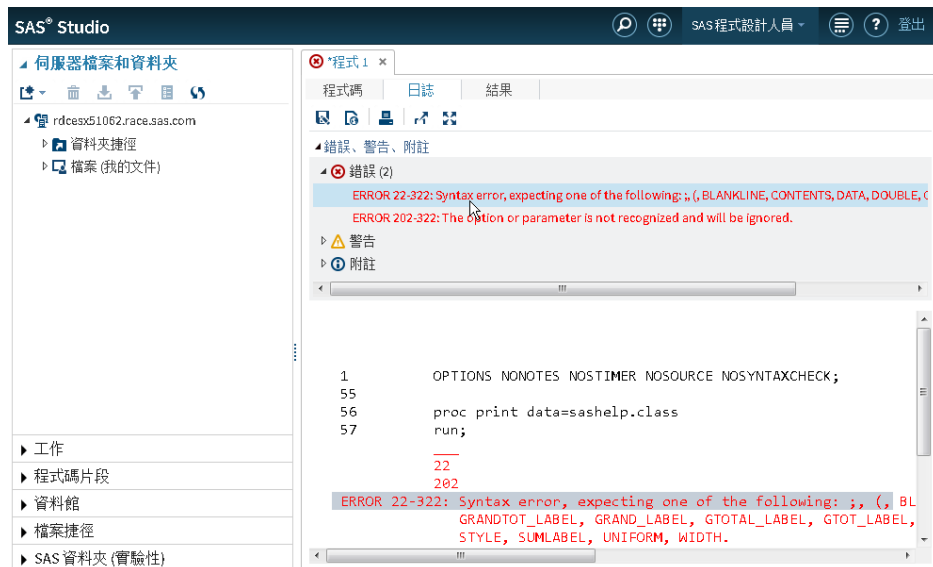 SAS® Studio
SAS 程式設計人員
登出
伺服器檔案和資料夾
rdcesx51062.race.sas.com
資料夾捷徑
檔案 (我的文件)
工作
程式碼片段
資料館
檔案捷徑
SAS 資料夾 (實驗性)
*程式 1 ×
程式碼 日誌 結果
錯誤、警告、附註
錯誤 (2)
ERROR 22-322: Syntax error, expecting one of the following: ;, (, BLANKLINE, CONTENTS, DATA, DOUBLE,
ERROR 202-322: The option or parameter is not recognized and will be ignored.
警告
附註
1 OPTIONS NONOTES NOSTIMER NOSOURCE NOSYNTAXCHECK;
55
56 proc print data=sashelp.class
57 run;
22
202
ERROR 22-322: Syntax error, expecting one of the following: ;, (, BL
GRANDTOT_LABEL, GRAND_LABEL, GTOTAL_LABEL, GTOT_LABEL,
STYLE, SUMLABEL, UNIFORM, WIDTH.